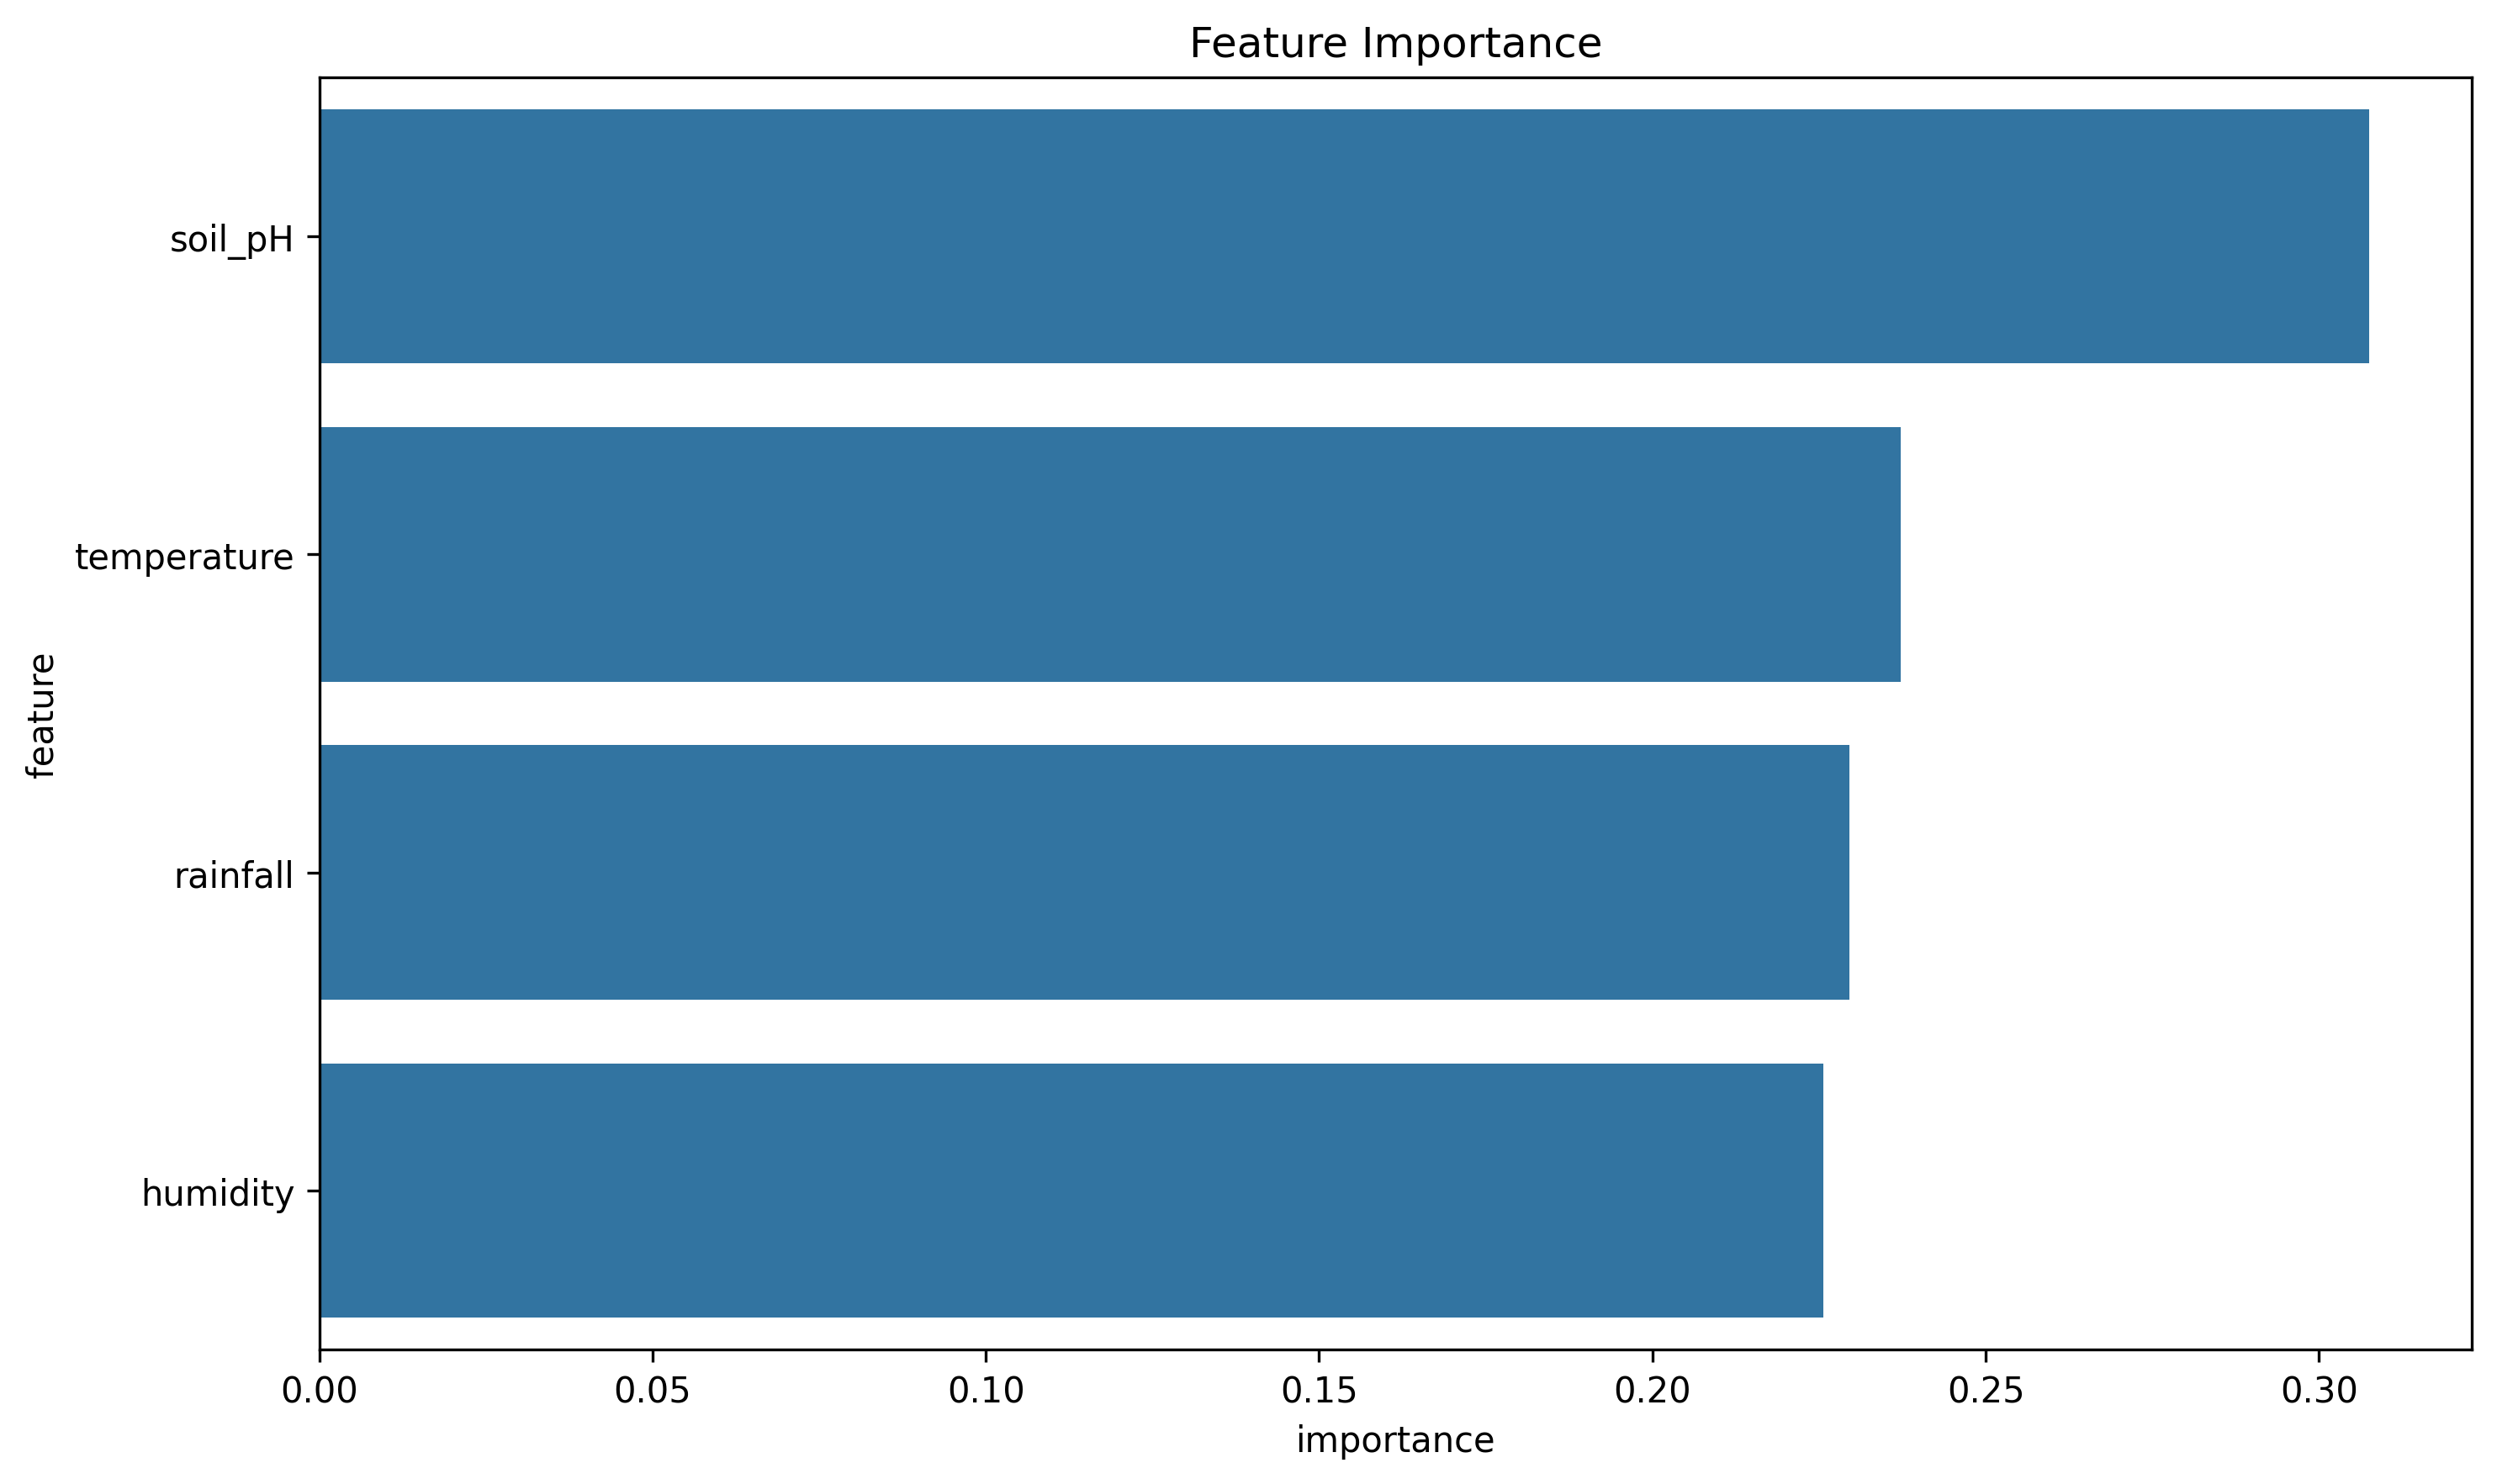 Feature Importance
soil_pH
temperature
rainfall
humidity
feature
0.00 0.05 0.10 0.15 0.20 0.25 0.30
importance